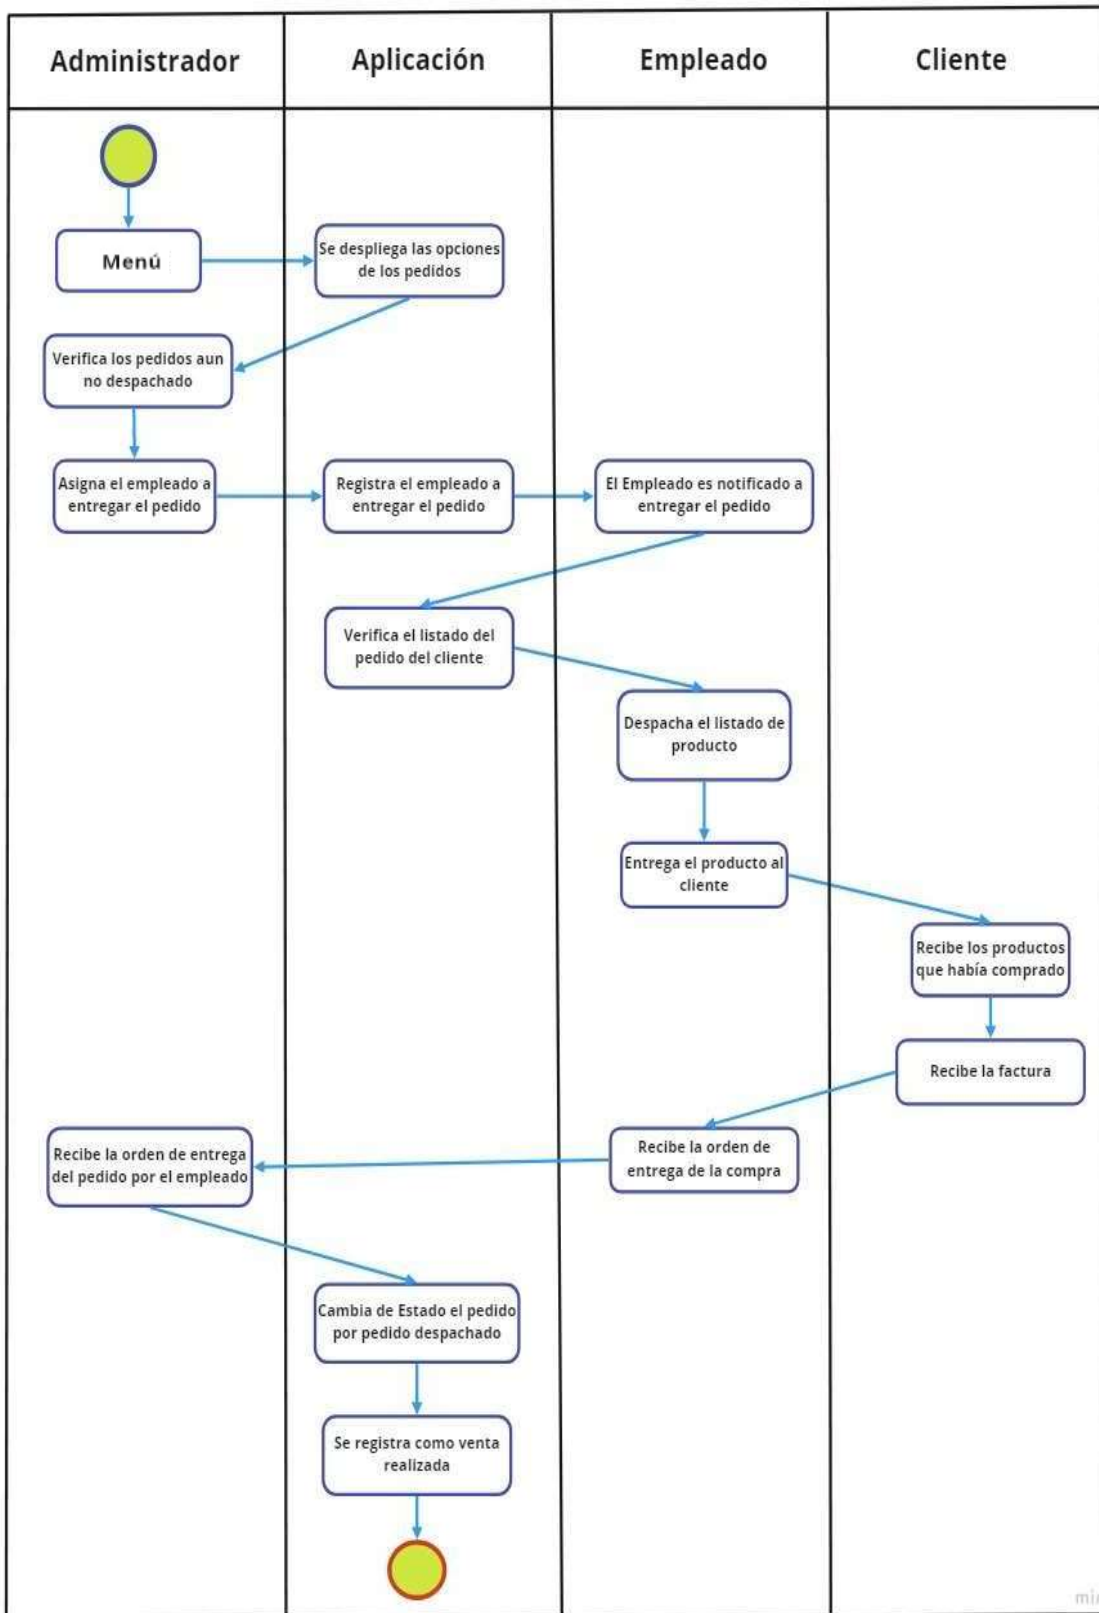 Administrador
Aplicación
Empleado
Cliente
Menú
Se despliega las opciones
de los pedidos
Verifica los pedidos aun
no despachado
Asigna el empleado a
entregar el pedido
Registra el empleado a
entregar el pedido
El Empleado es notificado a
entregar el pedido
Verifica el listado del
pedido del cliente
Despacha el listado de
producto
Entrega el producto al
cliente
Recibe los productos
que había comprado
Recibe la factura
Recibe la orden de
entrega de la compra
Recibe la orden de entrega
del pedido por el empleado
Cambia de Estado el pedido
por pedido despachado
Se registra como venta
realizada